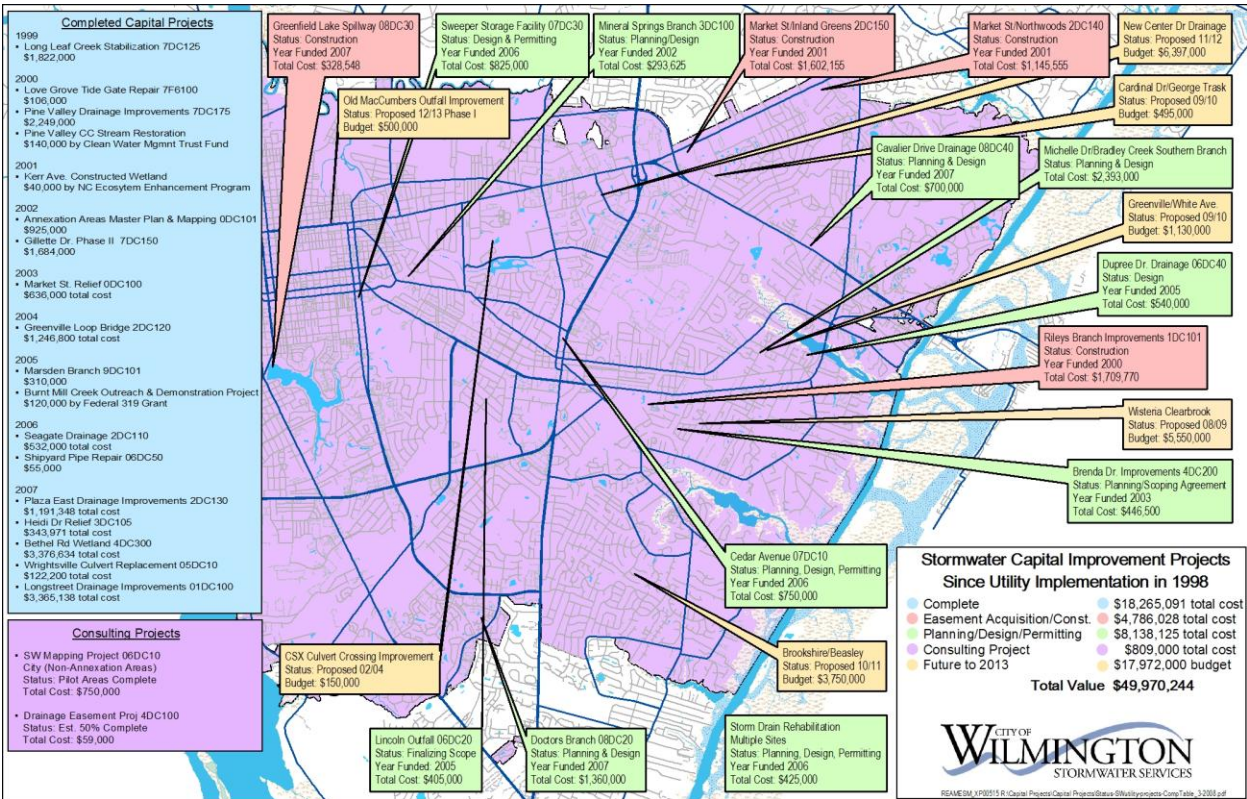 Completed Capital Projects
1999
• Long Leaf Creek Stabilization 7DC125
$1,822,000
2000
• Love Grove Tide Gate Repair 7F6100
$106,000
• Pine Valley Drainage Improvements 7DC175
$2,249,000
• Pine Valley CC Stream Restoration
$140,000 by Clean Water Mgmnt Trust Fund
2001
• Kerr Ave. Constructed Wetland
$40,000 by NC Ecosytem Enhancement Program
2002
• Annexation Areas Master Plan & Mapping 0DC101
$925,000
• Gillette Dr. Phase II 7DC150
$1,684,000
2003
• Market St. Relief 0DC100
$636,000 total cost
2004
• Greenville Loop Bridge 2DC120
$1,246,800 total cost
2005
• Marsden Branch 9DC101
$310,000
• Burnt Mill Creek Outreach & Demonstration Project
$120,000 by Federal 319 Grant
2006
• Seagate Drainage 2DC110
$532,000 total cost
• Shipyard Pipe Repair 06DC50
$55,000
2007
• Plaza East Drainage Improvements 2DC130
$1,191,348 total cost
• Heidi Dr Relief 3DC105
$343,971 total cost
• Bethel Rd Wetland 4DC300
$3,376,634 total cost
• Wrightsville Culvert Replacement 05DC10
$122,200 total cost
• Longstreet Drainage Improvements 01DC100
$3,365,138 total cost
Consulting Projects
• SW Mapping Project 06DC10
City (Non-Annexation Areas)
Status: Pilot Areas Complete
Total Cost: $750,000
• Drainage Easement Proj 4DC100
Status: Est. 50% Complete
Total Cost: $59,000
Greenfield Lake Spillway 08DC30
Status: Construction
Year Funded 2007
Total Cost: $328,548
Sweeper Storage Facility 07DC30
Status: Design & Permitting
Year Funded 2006
Total Cost: $825,000
Mineral Springs Branch 3DC100
Status: Planning/Design
Year Funded 2002
Total Cost: $293,625
Market St/Inland Greens 2DC150
Status: Construction
Year Funded 2001
Total Cost: $1,602,155
Market St/Northwoods 2DC140
Status: Construction
Year Funded 2001
Total Cost: $1,145,555
New Center Dr Drainage
Status: Proposed 11/12
Budget: $6,397,000
Old MacCumbers Outfall Improvement
Status: Proposed 12/13 Phase I
Budget: $500,000
Cardinal Dr/George Trask
Status: Proposed 09/10
Budget: $495,000
Cavalier Drive Drainage 08DC40
Status: Planning & Design
Year Funded 2007
Total Cost: $700,000
Michelle Dr/Bradley Creek Southern Branch
Status: Planning & Design
Total Cost: $2,393,000
Greenville/White Ave.
Status: Proposed 09/10
Budget: $1,130,000
Dupree Dr. Drainage 06DC40
Status: Design
Year Funded 2005
Total Cost: $540,000
Rileys Branch Improvements 1DC101
Status: Construction
Year Funded 2000
Total Cost: $1,709,770
Wisteria Clearbrook
Status: Proposed 08/09
Budget: $5,550,000
Brenda Dr. Improvements 4DC200
Status: Planning/Scoping Agreement
Year Funded 2003
Total Cost: $446,500
Cedar Avenue 07DC10
Status: Planning, Design, Permitting
Year Funded 2006
Total Cost: $750,000
CSX Culvert Crossing Improvement
Status: Proposed 02/04
Budget: $150,000
Brookshire/Beasley
Status: Proposed 10/11
Budget: $3,750,000
Lincoln Outfall 06DC20
Status: Finalizing Scope
Year Funded: 2005
Total Cost: $405,000
Doctors Branch 08DC20
Status: Planning & Design
Year Funded 2007
Total Cost: $1,360,000
Storm Drain Rehabilitation
Multiple Sites
Status: Planning, Design, Permitting
Year Funded 2006
Total Cost: $425,000
Stormwater Capital Improvement Projects
Since Utility Implementation in 1998
Complete $18,265,091 total cost
Easement Acquisition/Const. $4,786,028 total cost
Planning/Design/Permitting $8,138,125 total cost
Consulting Project $809,000 total cost
Future to 2013 $17,972,000 budget
Total Value $49,970,244
CITY OF
WILMINGTON
STORMWATER SERVICES